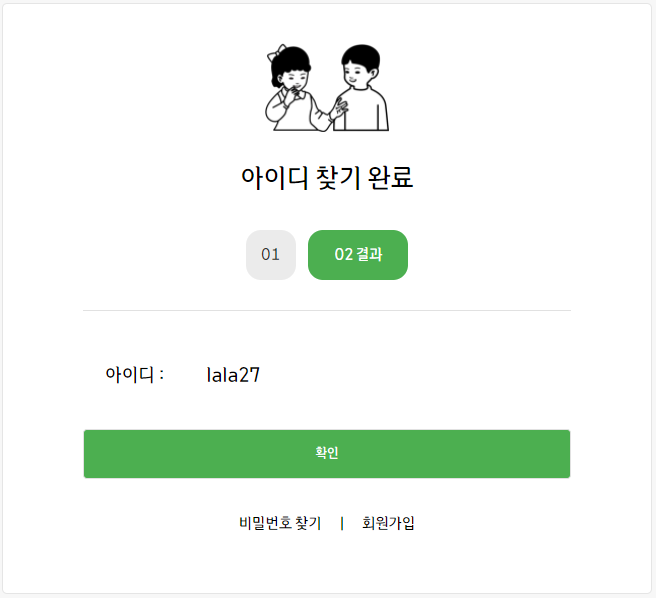 아이디 찾기 완료
01 02 결과
아이디 : lala27
확인
비밀번호 찾기 | 회원가입